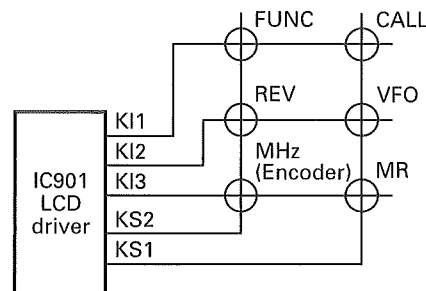 FUNC CALL
KI1
REV VFO
KI2
MHz
(Encoder) MR
KI3
IC901
LCD
driver
KS2
KS1